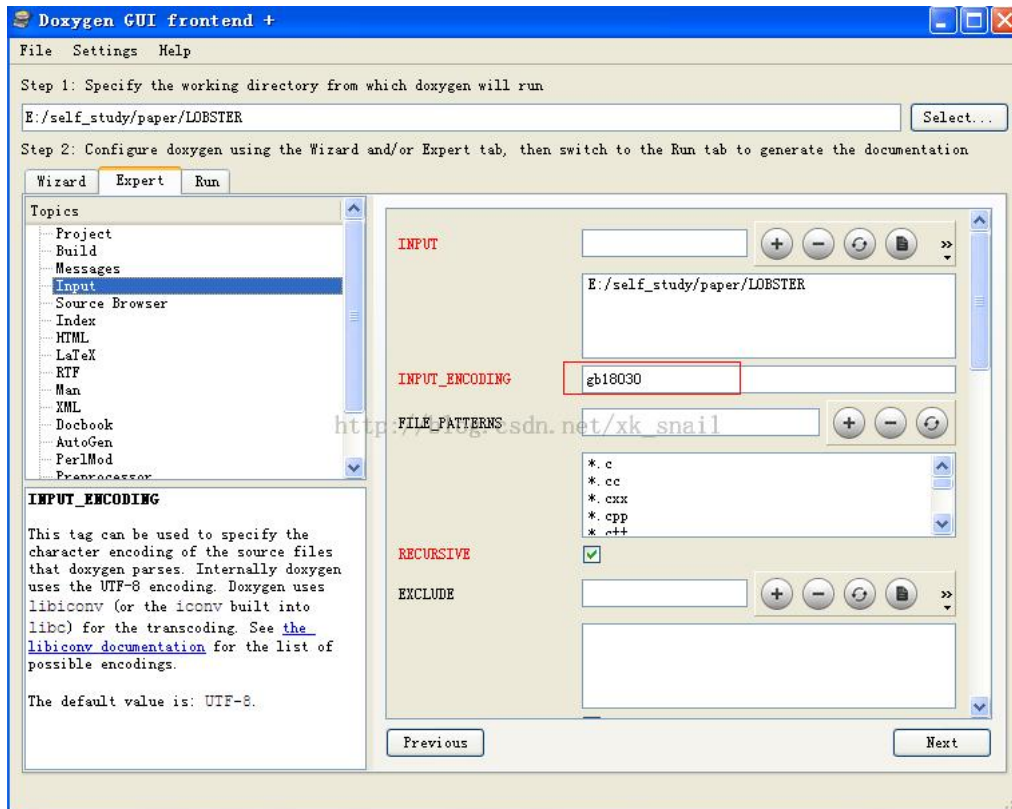 Doxygen GUI frontend +
File Settings Help
Step 1: Specify the working directory from which doxygen will run
E:/self_study/paper/LOBSTER
Select...
Step 2: Configure doxygen using the Wizard and/or Expert tab, then switch to the Run tab to generate the documentation
Wizard Expert Run
Topics
Project
Build
Messages
Input
Source Browser
Index
HTML
LaTeX
RTF
Man
XML
Docbook
AutoGen
PerlMod
Preprocessor
INPUT_ENCODING
This tag can be used to specify the
character encoding of the source files
that doxygen parses. Internally doxygen
uses the UTF-8 encoding. Doxygen uses
libiconv (or the iconv built into
libc) for the transcoding. See the
libiconv documentation for the list of
possible encodings.
The default value is: UTF-8.
INPUT
E:/self_study/paper/LOBSTER
INPUT_ENCODING
gb18030
FILE_PATTERNS
http://blog.csdn.net/xk_snail
*.c
*.cc
*.cxx
*.cpp
*.c++
RECURSIVE
EXCLUDE
Previous
Next